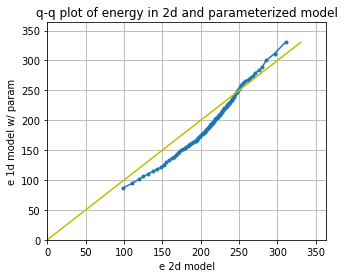 q-q plot of energy in 2d and parameterized model
350
300
250
200
150
100
50
0
e 1d model w/ param
0 50 100 150 200 250 300 350
e 2d model